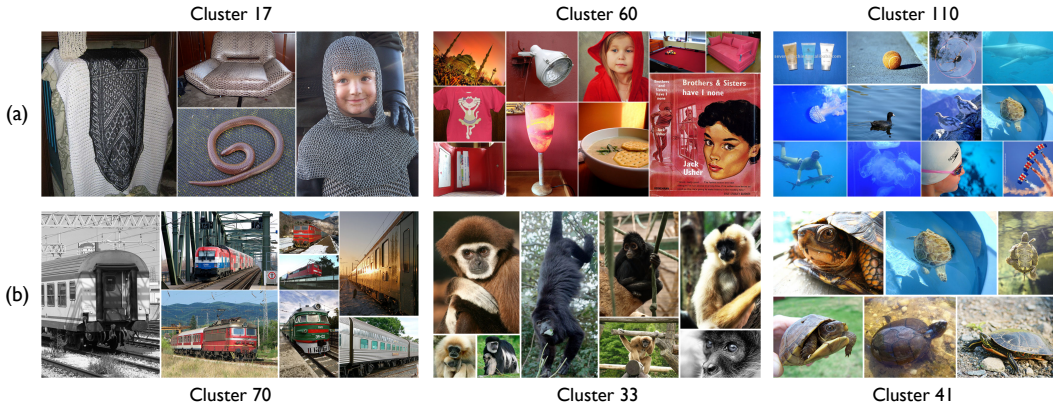 Cluster 17
Cluster 60
Cluster 110
(a)
Brothers & Sisters
have I none
Jack
Usher
(b)
Cluster 70
Cluster 33
Cluster 41